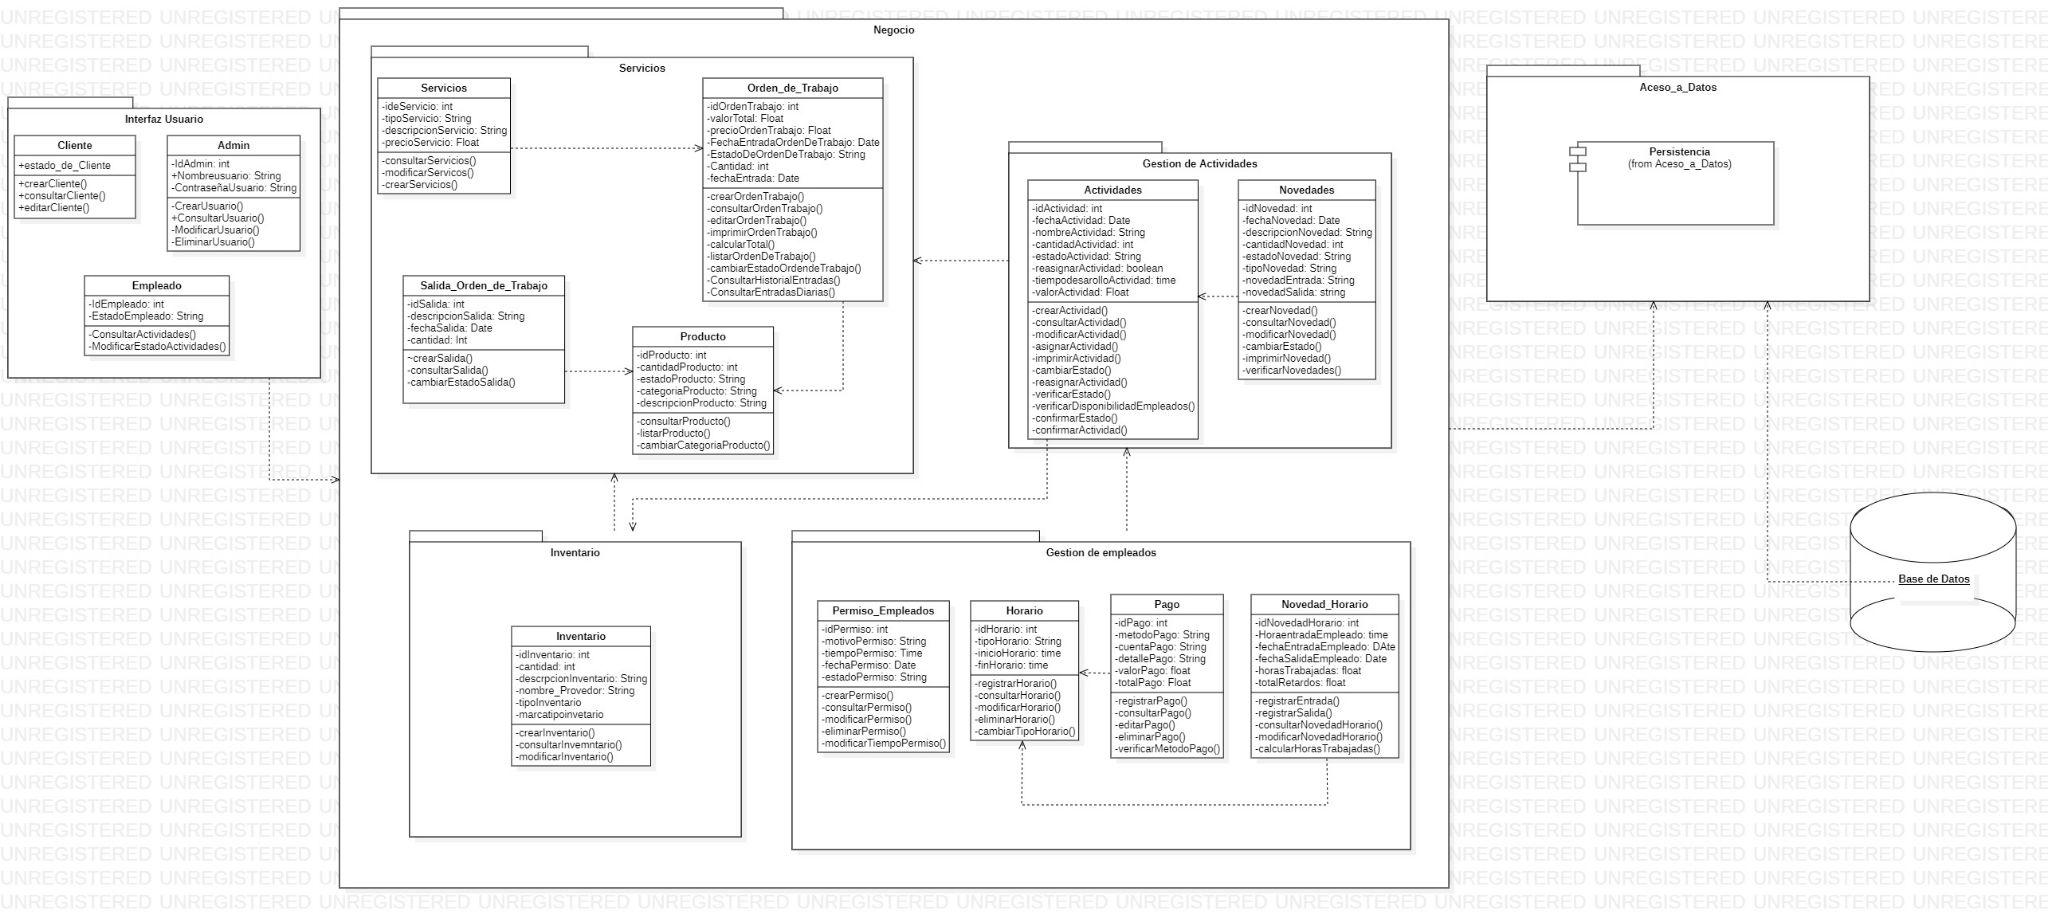 Negocio
Interfaz Usuario
Cliente
+estado_de_Cliente
+crearCliente()
+consultarCliente()
+editarCliente()
Admin
-IdAdmin: int
+Nombreusuario: String
-ContraseñaUsuario: String
-CrearUsuario()
+ConsultarUsuario()
-ModificarUsuario()
-EliminarUsuario()
Empleado
-IdEmpleado: int
-EstadoEmpleado: String
-ConsultarActividades()
-ModificarEstadoActividades()
Servicios
Servicios
-ideServicio: int
-tipoServicio: String
-descripcionServicio: String
-precioServicio: Float
-consultarServicios()
-modificarServicos()
-crearServicios()
Orden_de_Trabajo
-idOrdenTrabajo: int
-valorTotal: Float
-precioOrdenTrabajo: Float
-FechaEntradaOrdenDeTrabajo: Date
-EstadoDeOrdenDeTrabajo: String
-Cantidad: int
-fechaEntrada: Date
-crearOrdenTrabajo()
-consultarOrdenTrabajo()
-editarOrdenTrabajo()
-imprimirOrdenTrabajo()
-calcularTotal()
-listarOrdenDeTrabajo()
-cambiarEstadoOrdendeTrabajo()
-ConsultarHistorialEntradas()
-ConsultarEntradasDiarias()
Salida_Orden_de_Trabajo
-idSalida: int
-descripcionSalida: String
-fechaSalida: Date
-cantidad: Int
~crearSalida()
-consultarSalida()
-cambiarEstadoSalida()
Producto
-idProducto: int
-cantidadProducto: int
-estadoProducto: String
-categoriaProducto: String
-descripcionProducto: String
-consultarProducto()
-listarProducto()
-cambiarCategoriaProducto()
Gestion de Actividades
Actividades
-idActividad: int
-fechaActividad: Date
-nombreActividad: String
-cantidadActividad: int
-estadoActividad: String
-reasignarActividad: boolean
-tiempodesarolloActividad: time
-valorActividad: Float
-crearActividad()
-consultarActividad()
-modificarActividad()
-asignarActividad()
-imprimirActividad()
-cambiarEstado()
-reasignarActividad()
-verificarEstado()
-verificarDisponibilidadEmpleados()
-confirmarEstado()
-confirmarActividad()
Novedades
-idNovedad: int
-fechaNovedad: Date
-descripcionNovedad: String
-cantidadNovedad: int
-estadoNovedad: String
-tipoNovedad: String
-novedadEntrada: String
-novedadSalida: string
-crearNovedad()
-consultarNovedad()
-modificarNovedad()
-cambiarEstado()
-imprimirNovedad()
-verificarNovedades()
Aceso_a_Datos
Persistencia
(from Aceso_a_Datos)
Base de Datos
Inventario
Inventario
-idInventario: int
-cantidad: int
-descrpcionInventario: String
-nombre_Provedor: String
-tipoInventario
-marcatipoinvetario
-crearInventario()
-consultarInvemntario()
-modificarInventario()
Gestion de empleados
Permiso_Empleados
-idPermiso: int
-motivoPermiso: String
-tiempoPermiso: Time
-fechaPermiso: Date
-estadoPermiso: String
-crearPermiso()
-consultarPermiso()
-modificarPermiso()
-eliminarPermiso()
-modificarTiempoPermiso()
Horario
-idHorario: int
-tipoHorario: String
-inicioHorario: time
-finHorario: time
-registrarHorario()
-consultarHorario()
-modificarHorario()
-eliminarHorario()
-cambiarTipoHorario()
Pago
-idPago: int
-metodoPago: String
-cuentaPago: String
-detallePago: String
-valorPago: float
-totalPago: Float
-registrarPago()
-consultarPago()
-editarPago()
-eliminarPago()
-verificarMetodoPago()
Novedad_Horario
-idNovedadHorario: int
-HoraentradaEmpleado: time
-fechaEntradaEmpleado: DAte
-fechaSalidaEmpleado: Date
-horasTrabajadas: float
-totalRetardos: float
-registrarEntrada()
-registrarSalida()
-consultarNovedadHorario()
-modificarNovedadHorario()
-calcularHorasTrabajadas()